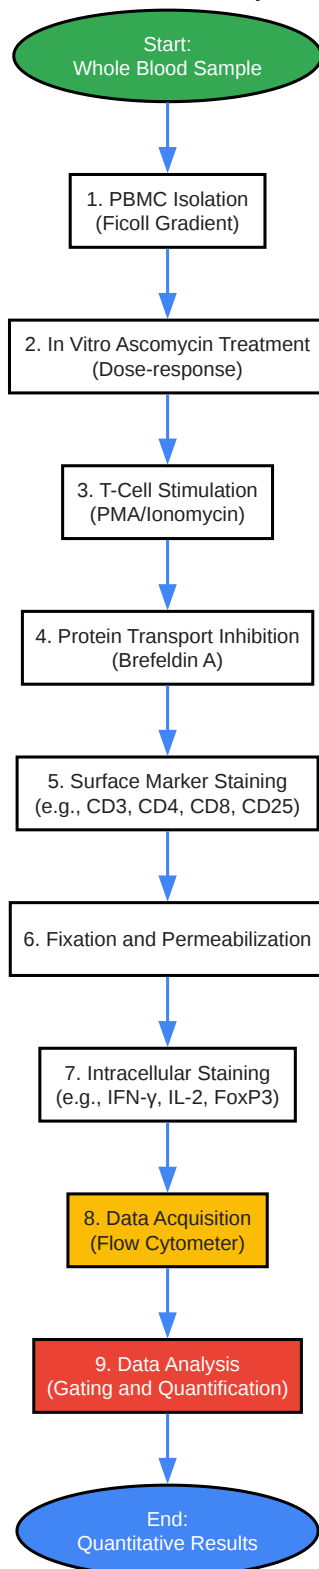 Start:
Whole Blood Sample
1. PBMC Isolation
(Ficoll Gradient)
2. In Vitro Ascomycin Treatment
(Dose-response)
3. T-Cell Stimulation
(PMA/Ionomycin)
4. Protein Transport Inhibition
(Brefeldin A)
5. Surface Marker Staining
(e.g., CD3, CD4, CD8, CD25)
6. Fixation and Permeabilization
7. Intracellular Staining
(e.g., IFN-γ, IL-2, FoxP3)
8. Data Acquisition
(Flow Cytometer)
9. Data Analysis
(Gating and Quantification)
End:
Quantitative Results